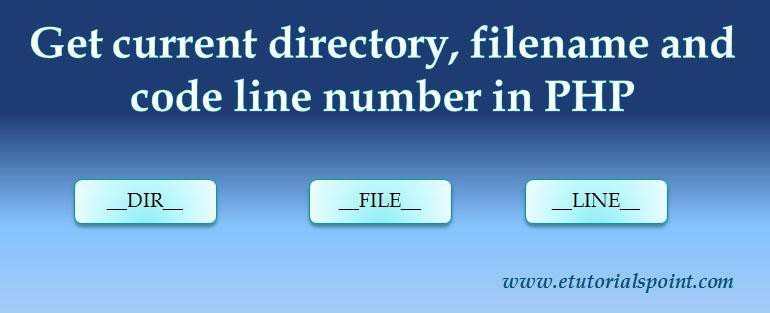 Get current directory, filename and
code line number in PHP
__DIR__ __FILE__ __LINE__
www.etutorialspoint.com